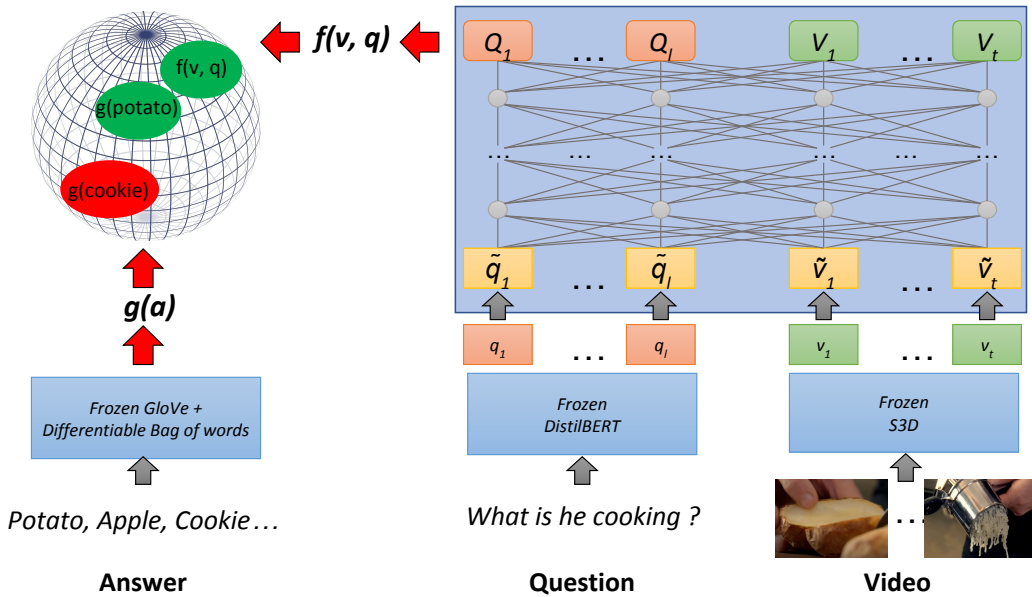 f(v, q)
g(potato)
g(cookie)
f(v, q)
g(a)
Frozen GloVe +
Differentiable Bag of words
Potato, Apple, Cookie...
Answer
Q₁ ... Qₗ V₁ ... Vₜ
... ... ... ... ... ... ...
q̃₁ ... q̃ₗ ṽ₁ ... ṽₜ
q₁ ... qₗ v₁ ... vₜ
Frozen
DistilBERT
What is he cooking ?
Question
Frozen
S3D
...
Video